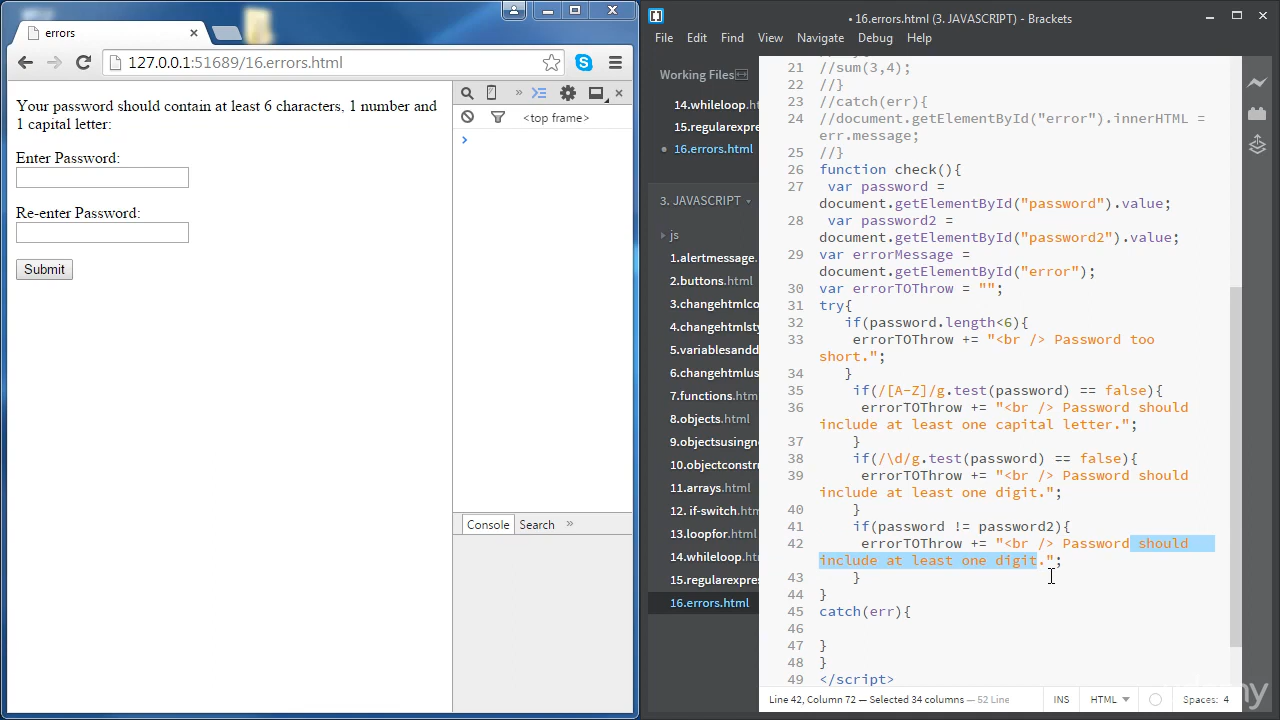 errors
127.0.0.1:51689/16.errors.html
Your password should contain at least 6 characters, 1 number and
1 capital letter:
Enter Password:
Re-enter Password:
Submit
<top frame>
Console
Search
• 16.errors.html (3. JAVASCRIPT) - Brackets
File Edit Find View Navigate Debug Help
Working Files
14.whileloop.ht
15.regularexpre
16.errors.html
3. JAVASCRIPT
js
1.alertmessage.
2.buttons.html
3.changehtmlco
4.changehtmlsty
5.variablesandd
6.changehtmlus
7.functions.htm
8.objects.html
9.objectsusingne
10.objectconstru
11.arrays.html
12. if-switch.htm
13.loopfor.html
14.whileloop.htm
15.regularexpres
16.errors.html
21 //sum(3,4);
22 //}
23 //catch(err){
24 //document.getElementById("error").innerHTML =
err.message;
25 //}
26 function check(){
27 var password =
document.getElementById("password").value;
28 var password2 =
document.getElementById("password2").value;
29 var errorMessage =
document.getElementById("error");
30 var errorTOThrow = "";
31 try{
32 if(password.length<6){
33 errorTOThrow += "<br /> Password too
short.";
34 }
35 if(/[A-Z]/g.test(password) == false){
36 errorTOThrow += "<br /> Password should
include at least one capital letter.";
37 }
38 if(/\d/g.test(password) == false){
39 errorTOThrow += "<br /> Password should
include at least one digit.";
40 }
41 if(password != password2){
42 errorTOThrow += "<br /> Password should
include at least one digit.";
43 }
44 }
45 catch(err){
46
47 }
48 }
49 </script>
Line 42, Column 72 — Selected 34 columns — 52 Line
INS
HTML
Spaces: 4